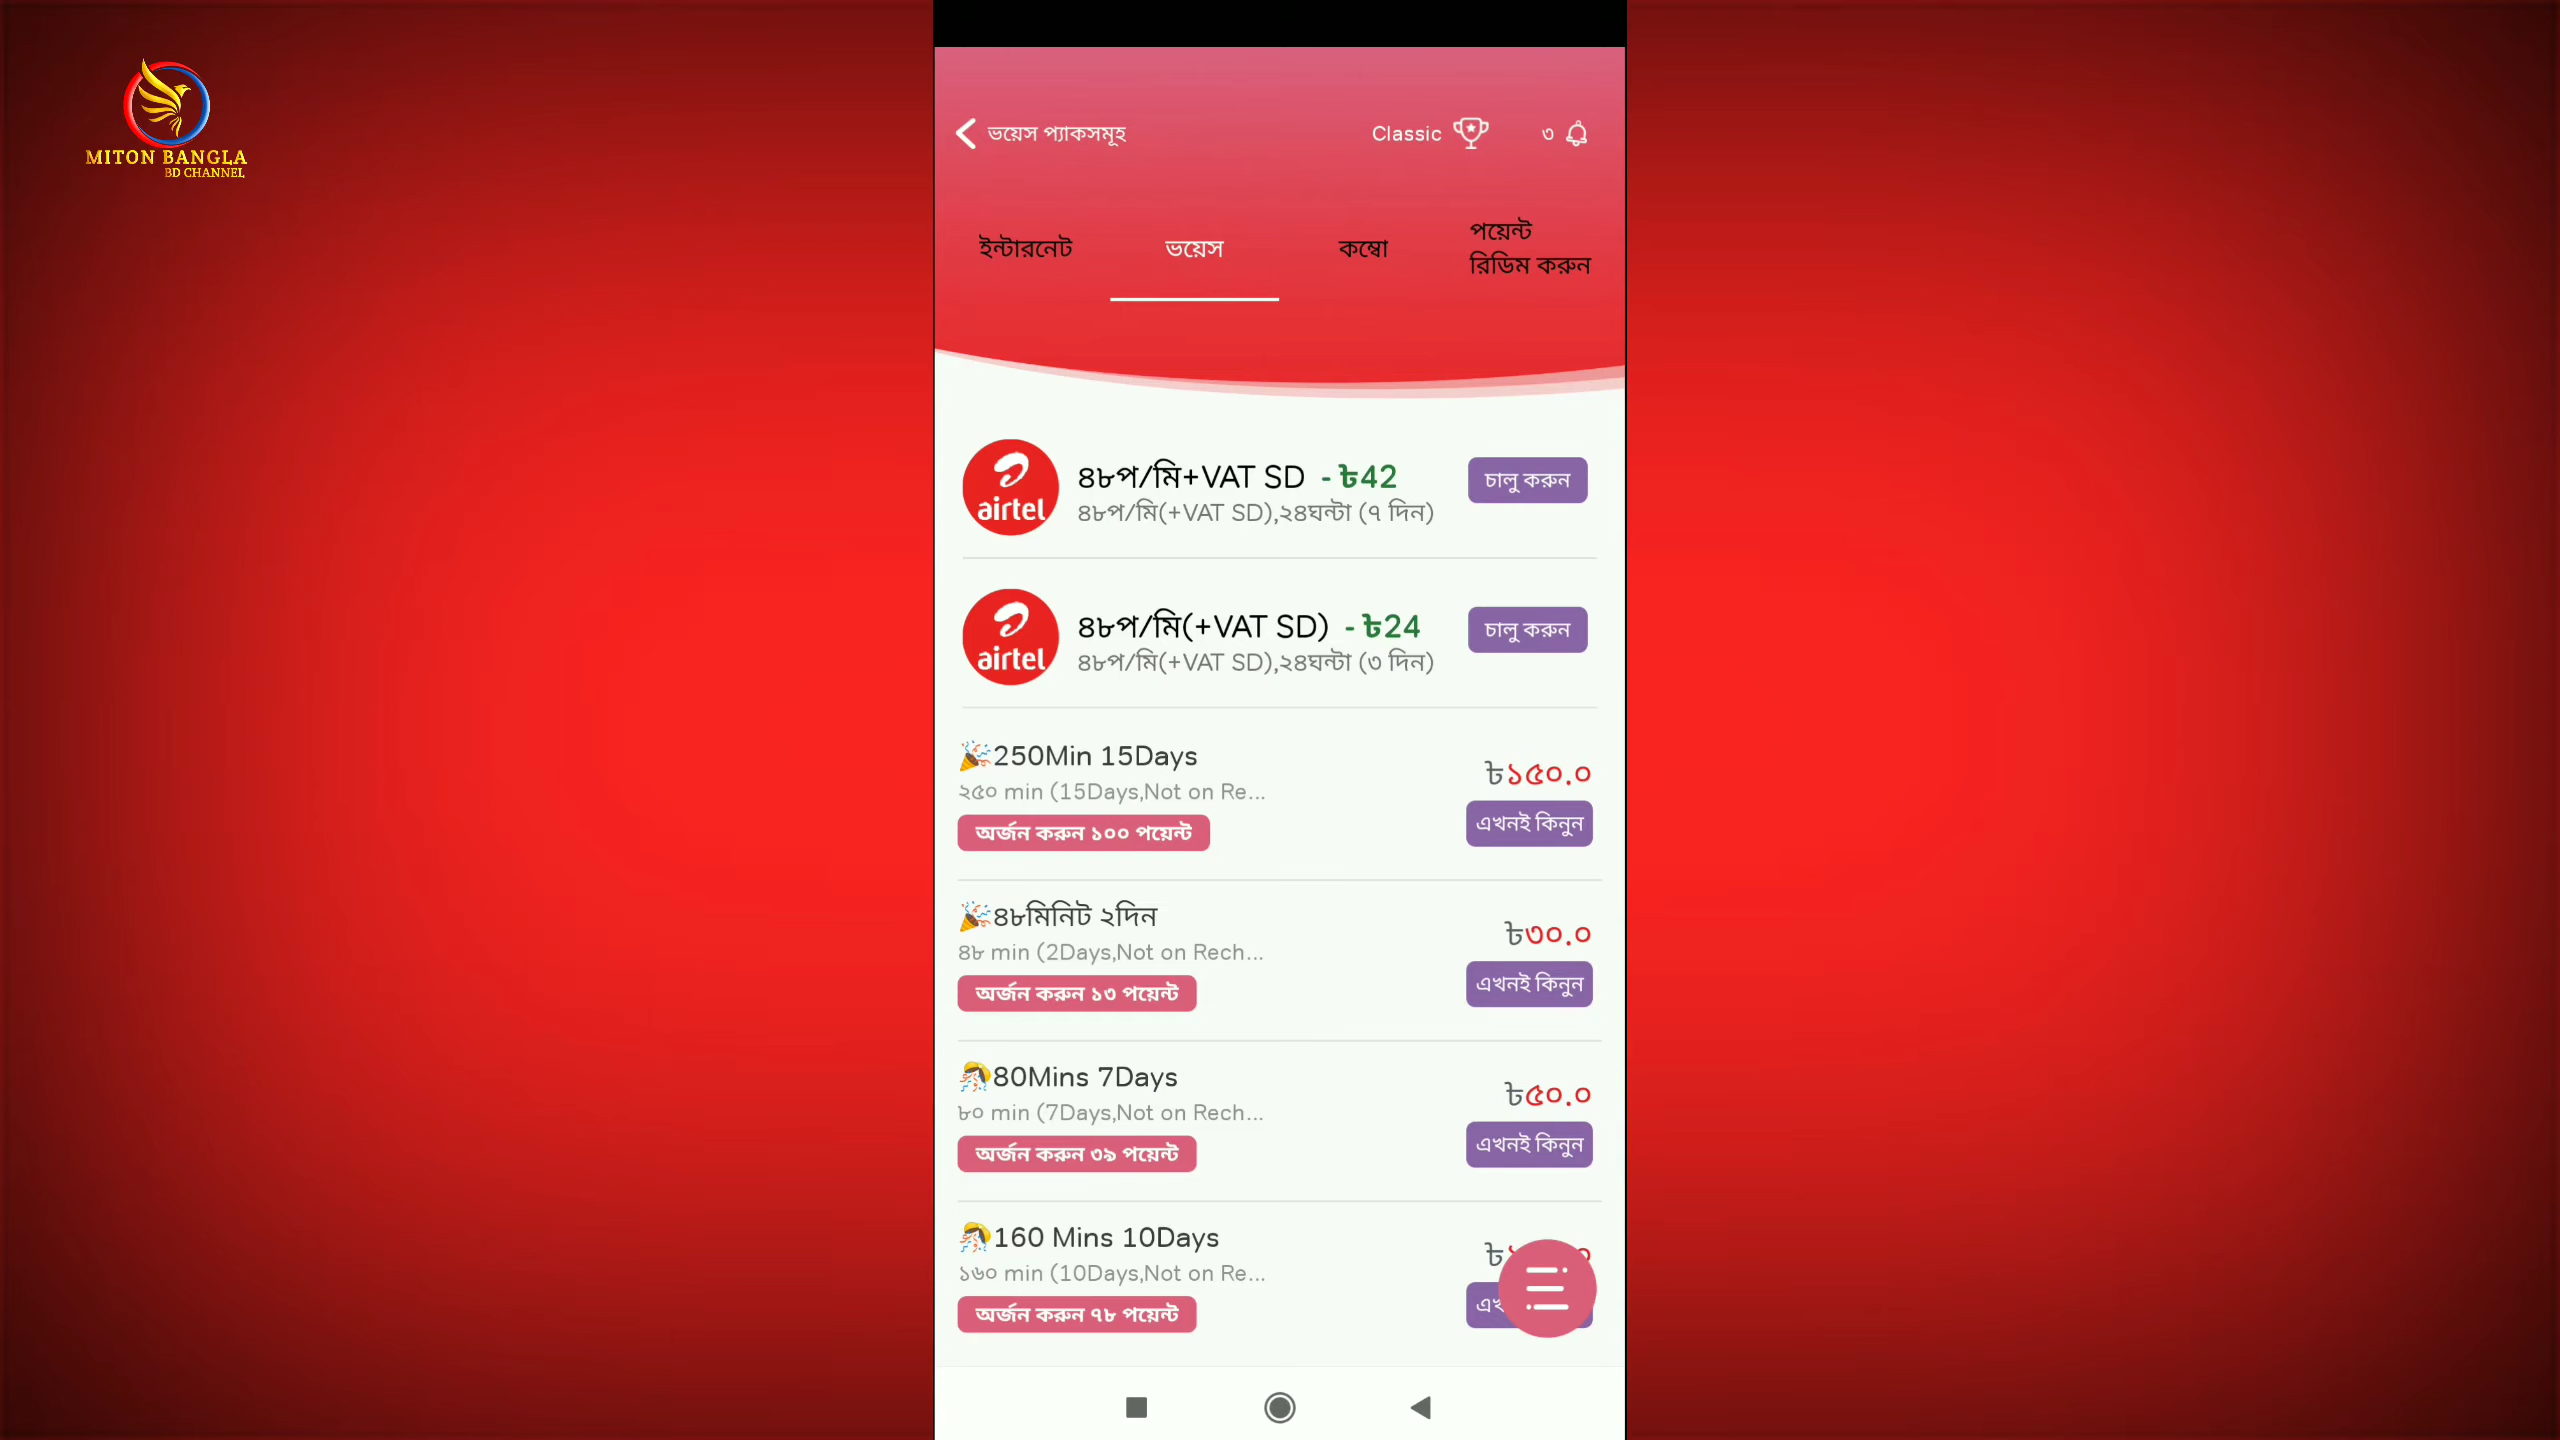 MITON BANGLA
BD CHANNEL
ভয়েস প্যাকসমূহ
Classic
৩
ইন্টারনেট
ভয়েস
কম্বো
পয়েন্ট
রিডিম করুন
airtel
৪৮প/মি+VAT SD - ৳42
৪৮প/মি(+VAT SD),২৪ঘন্টা (৭ দিন)
চালু করুন
airtel
৪৮প/মি(+VAT SD) - ৳24
৪৮প/মি(+VAT SD),২৪ঘন্টা (৩ দিন)
চালু করুন
250Min 15Days
২৫০ min (15Days,Not on Re...
অর্জন করুন ১০০ পয়েন্ট
৳১৫০.০
এখনই কিনুন
৪৮মিনিট ২দিন
৪৮ min (2Days,Not on Rech...
অর্জন করুন ১৩ পয়েন্ট
৳৩০.০
এখনই কিনুন
80Mins 7Days
৮০ min (7Days,Not on Rech...
অর্জন করুন ৩৯ পয়েন্ট
৳৫০.০
এখনই কিনুন
160 Mins 10Days
১৬০ min (10Days,Not on Re...
অর্জন করুন ৭৮ পয়েন্ট